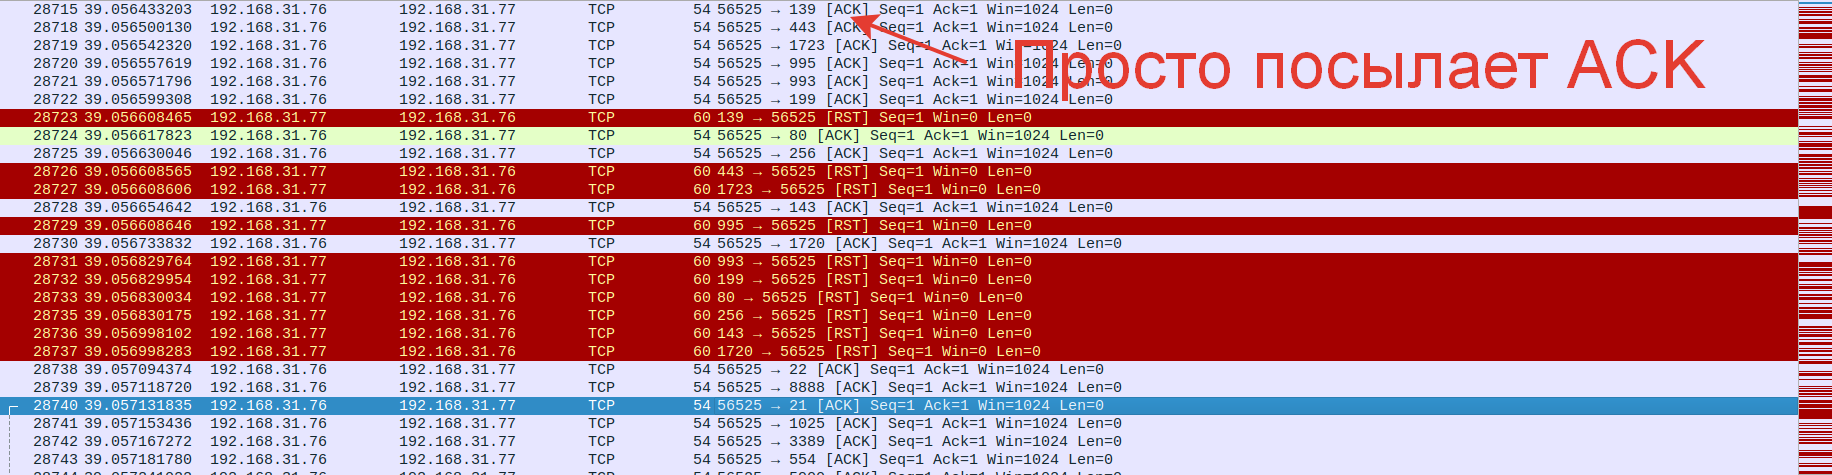 28715 39.056433203 192.168.31.76 192.168.31.77 TCP 54 56525 → 139 [ACK] Seq=1 Ack=1 Win=1024 Len=0
28718 39.056500130 192.168.31.76 192.168.31.77 TCP 54 56525 → 443 [ACK] Seq=1 Ack=1 Win=1024 Len=0
28719 39.056542320 192.168.31.76 192.168.31.77 TCP 54 56525 → 1723 [ACK] Seq=1 Ack=1 Win=1024 Len=0
Просто посылает ACK
28720 39.056557619 192.168.31.76 192.168.31.77 TCP 54 56525 → 995 [ACK] Seq=1 Ack=1 Win=1024 Len=0
28721 39.056571796 192.168.31.76 192.168.31.77 TCP 54 56525 → 993 [ACK] Seq=1 Ack=1 Win=1024 Len=0
28722 39.056599308 192.168.31.76 192.168.31.77 TCP 54 56525 → 199 [ACK] Seq=1 Ack=1 Win=1024 Len=0
28723 39.056608465 192.168.31.77 192.168.31.76 TCP 60 139 → 56525 [RST] Seq=1 Win=0 Len=0
28724 39.056617823 192.168.31.76 192.168.31.77 TCP 54 56525 → 80 [ACK] Seq=1 Ack=1 Win=1024 Len=0
28725 39.056630046 192.168.31.76 192.168.31.77 TCP 54 56525 → 256 [ACK] Seq=1 Ack=1 Win=1024 Len=0
28726 39.056608565 192.168.31.77 192.168.31.76 TCP 60 443 → 56525 [RST] Seq=1 Win=0 Len=0
28727 39.056608606 192.168.31.77 192.168.31.76 TCP 60 1723 → 56525 [RST] Seq=1 Win=0 Len=0
28728 39.056654642 192.168.31.76 192.168.31.77 TCP 54 56525 → 143 [ACK] Seq=1 Ack=1 Win=1024 Len=0
28729 39.056608646 192.168.31.77 192.168.31.76 TCP 60 995 → 56525 [RST] Seq=1 Win=0 Len=0
28730 39.056733832 192.168.31.76 192.168.31.77 TCP 54 56525 → 1720 [ACK] Seq=1 Ack=1 Win=1024 Len=0
28731 39.056829764 192.168.31.77 192.168.31.76 TCP 60 993 → 56525 [RST] Seq=1 Win=0 Len=0
28732 39.056829954 192.168.31.77 192.168.31.76 TCP 60 199 → 56525 [RST] Seq=1 Win=0 Len=0
28733 39.056830034 192.168.31.77 192.168.31.76 TCP 60 80 → 56525 [RST] Seq=1 Win=0 Len=0
28735 39.056830175 192.168.31.77 192.168.31.76 TCP 60 256 → 56525 [RST] Seq=1 Win=0 Len=0
28736 39.056998102 192.168.31.77 192.168.31.76 TCP 60 143 → 56525 [RST] Seq=1 Win=0 Len=0
28737 39.056998283 192.168.31.77 192.168.31.76 TCP 60 1720 → 56525 [RST] Seq=1 Win=0 Len=0
28738 39.057094374 192.168.31.76 192.168.31.77 TCP 54 56525 → 22 [ACK] Seq=1 Ack=1 Win=1024 Len=0
28739 39.057118720 192.168.31.76 192.168.31.77 TCP 54 56525 → 8888 [ACK] Seq=1 Ack=1 Win=1024 Len=0
28740 39.057131835 192.168.31.76 192.168.31.77 TCP 54 56525 → 21 [ACK] Seq=1 Ack=1 Win=1024 Len=0
28741 39.057153436 192.168.31.76 192.168.31.77 TCP 54 56525 → 1025 [ACK] Seq=1 Ack=1 Win=1024 Len=0
28742 39.057167272 192.168.31.76 192.168.31.77 TCP 54 56525 → 3389 [ACK] Seq=1 Ack=1 Win=1024 Len=0
28743 39.057181780 192.168.31.76 192.168.31.77 TCP 54 56525 → 554 [ACK] Seq=1 Ack=1 Win=1024 Len=0